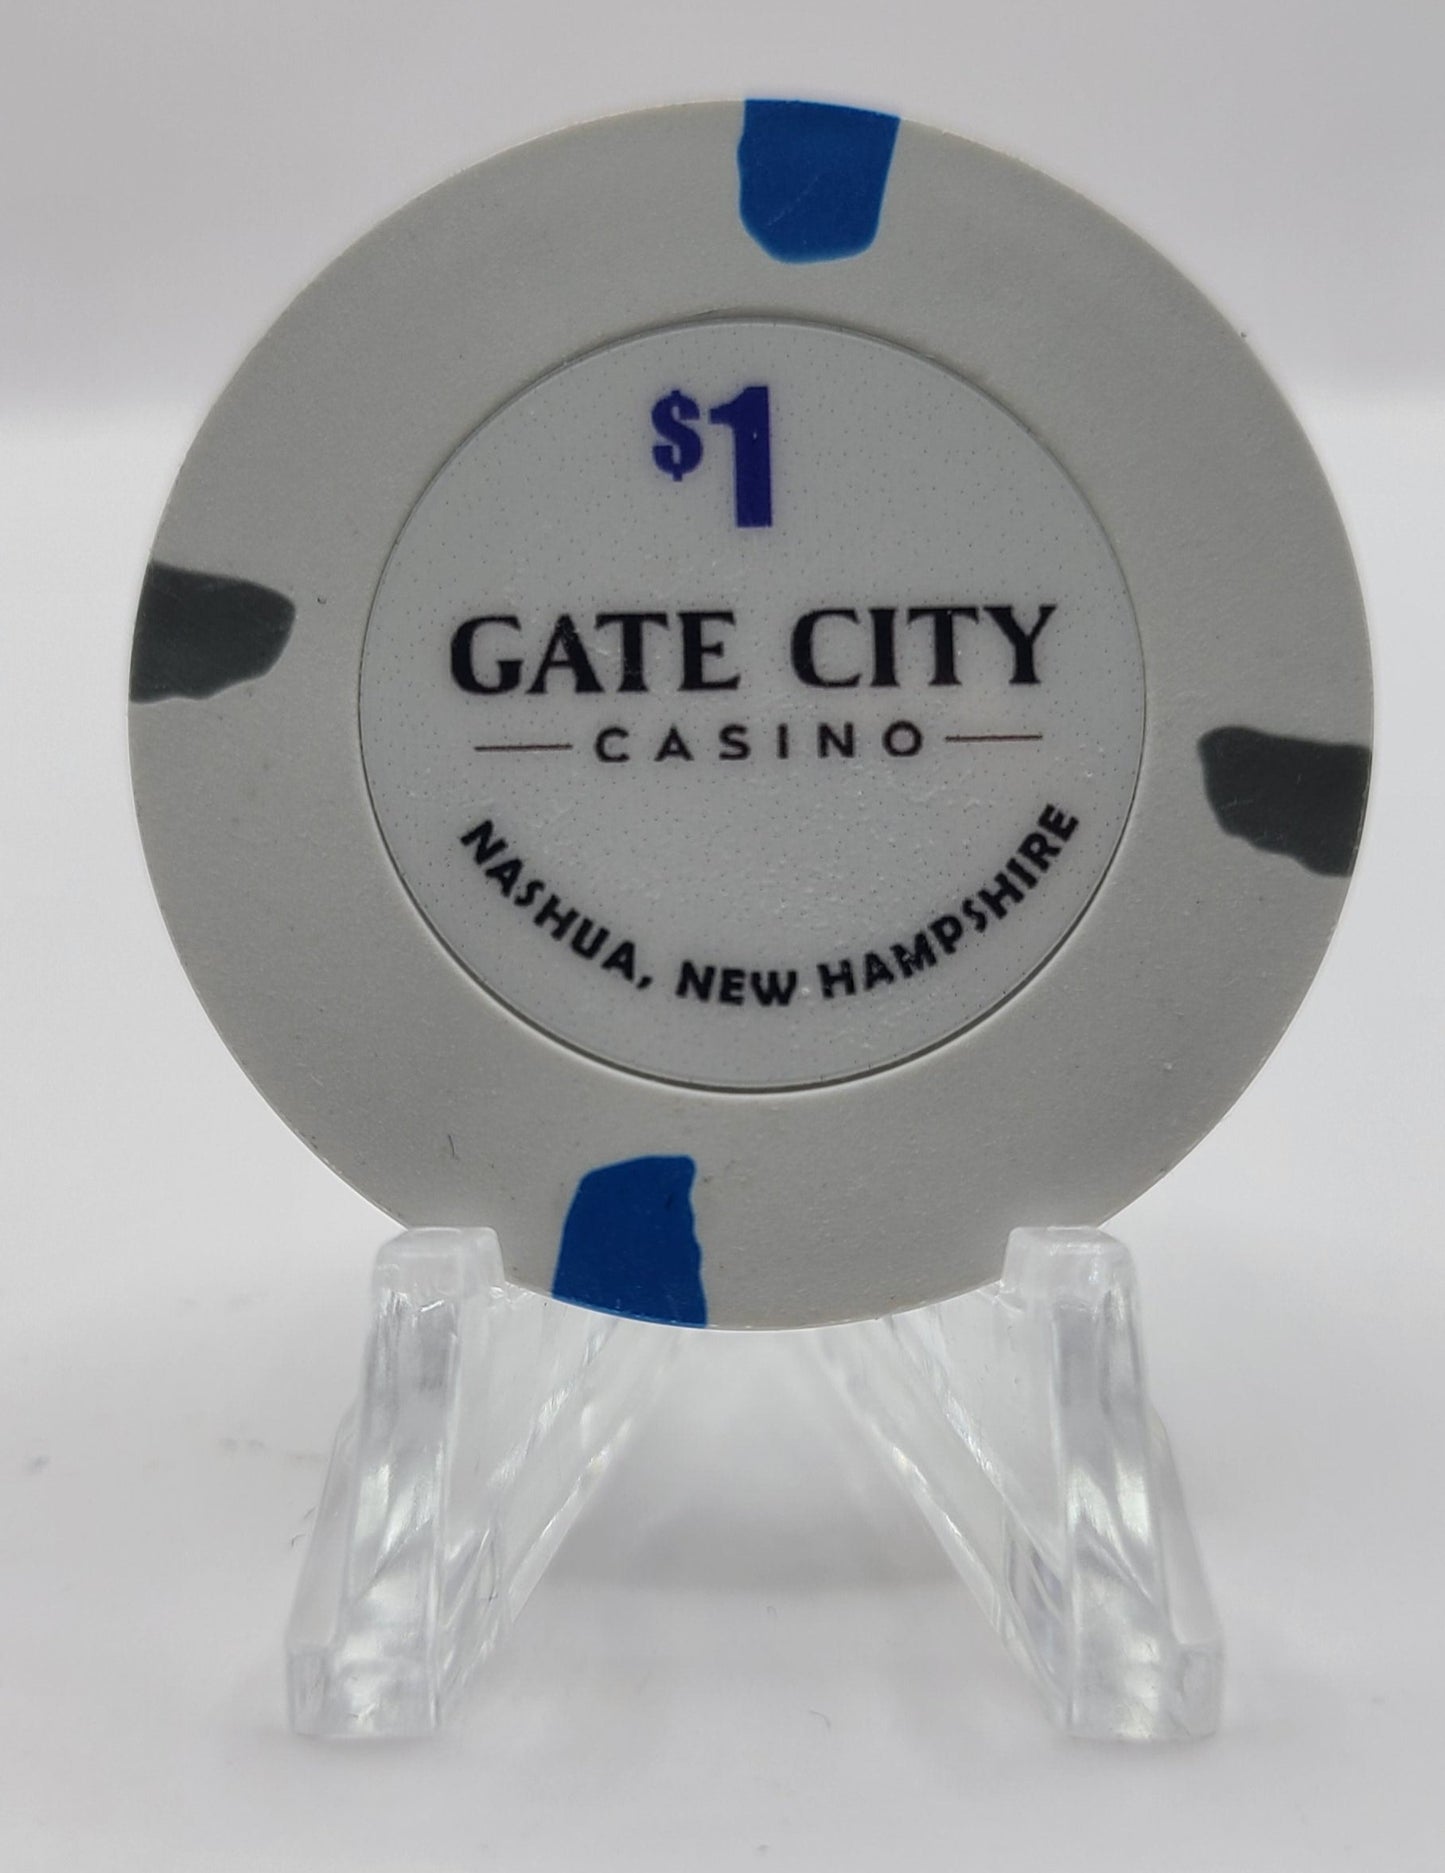 $1
GATE CITY
CASINO
NASHUA, NEW HAMPSHIRE